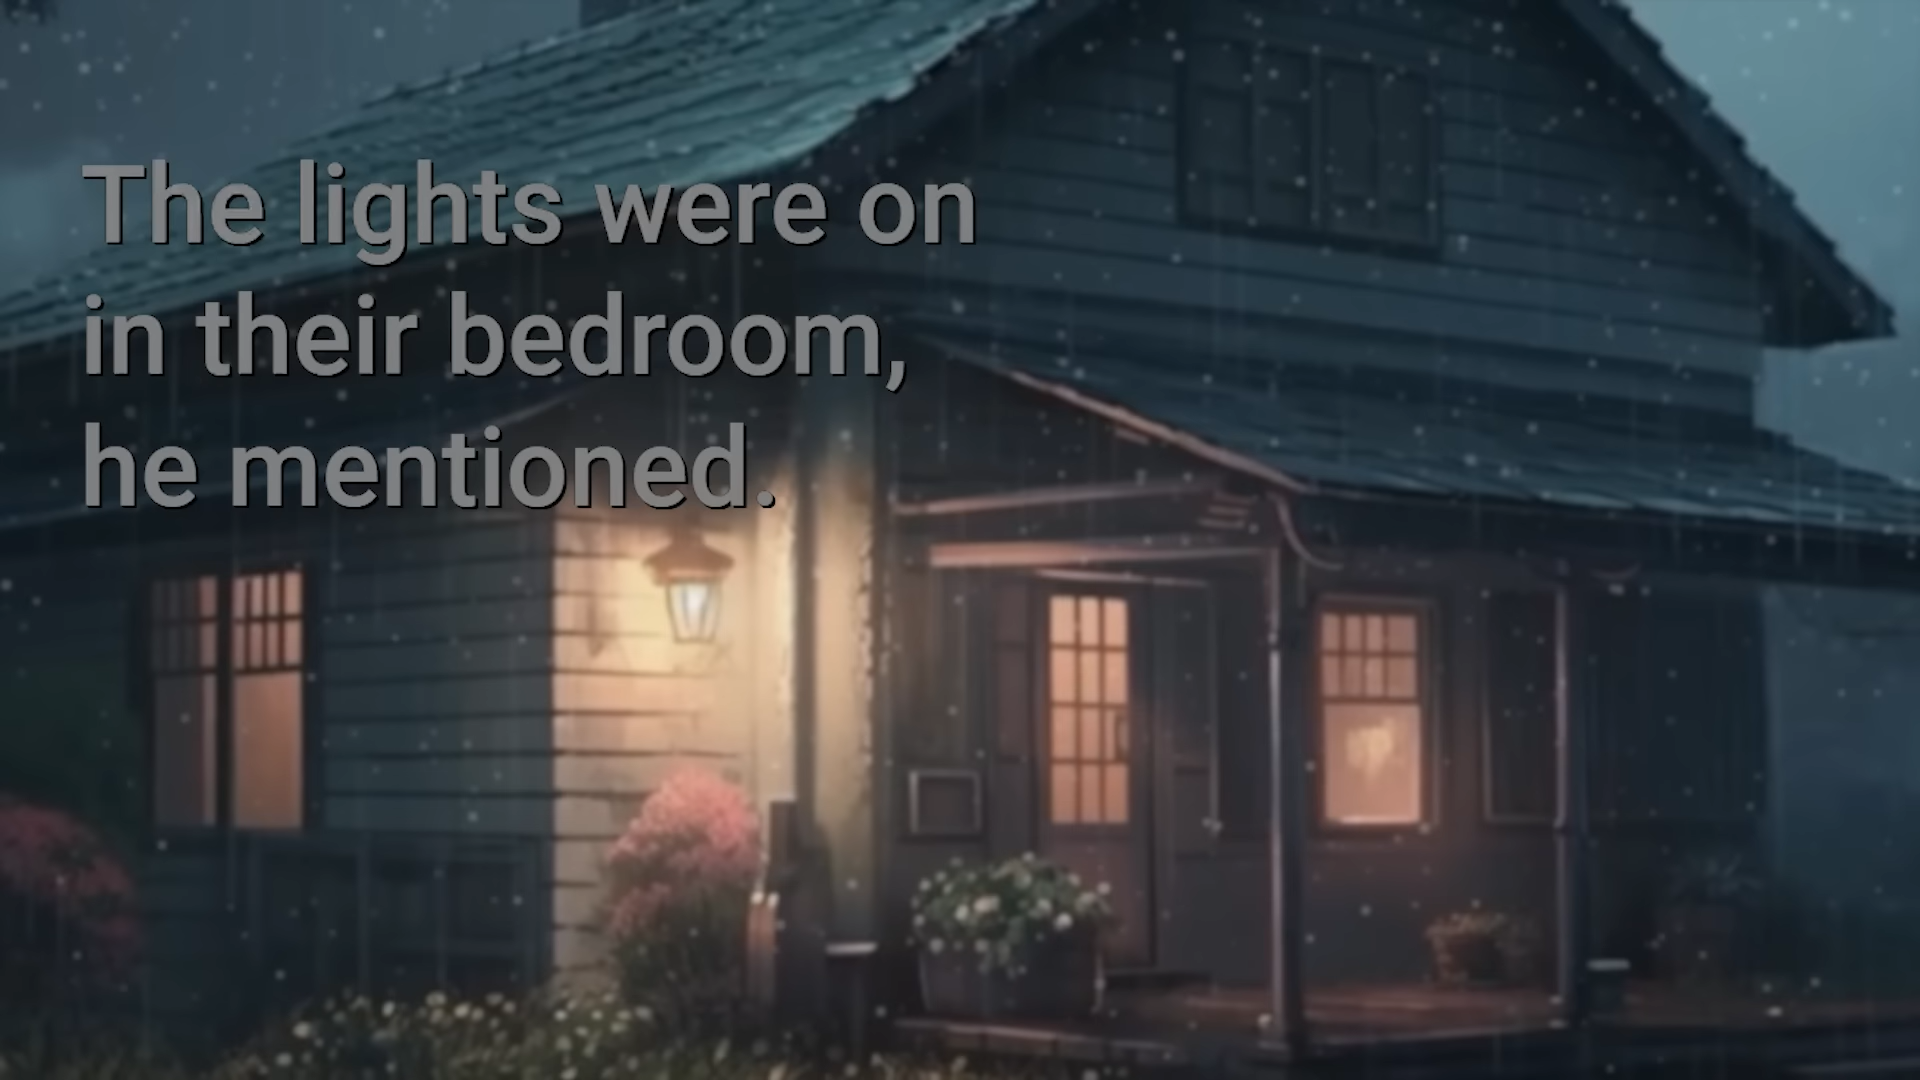 The lights were on
in their bedroom,
he mentioned.